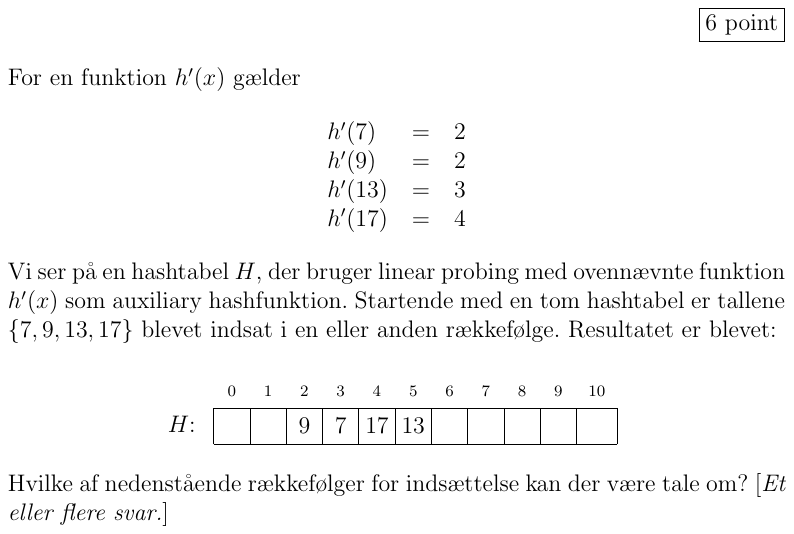 6 point
For en funktion h′(x) gælder
h′(7) = 2
h′(9) = 2
h′(13) = 3
h′(17) = 4
Vi ser på en hashtabel H, der bruger linear probing med ovennævnte funktion
h′(x) som auxiliary hashfunktion. Startende med en tom hashtabel er tallene
{7, 9, 13, 17} blevet indsat i en eller anden rækkefølge. Resultatet er blevet:
0 1 2 3 4 5 6 7 8 9 10
H: 9 7 17 13
Hvilke af nedenstående rækkefølger for indsættelse kan der være tale om? [Et
eller flere svar.]